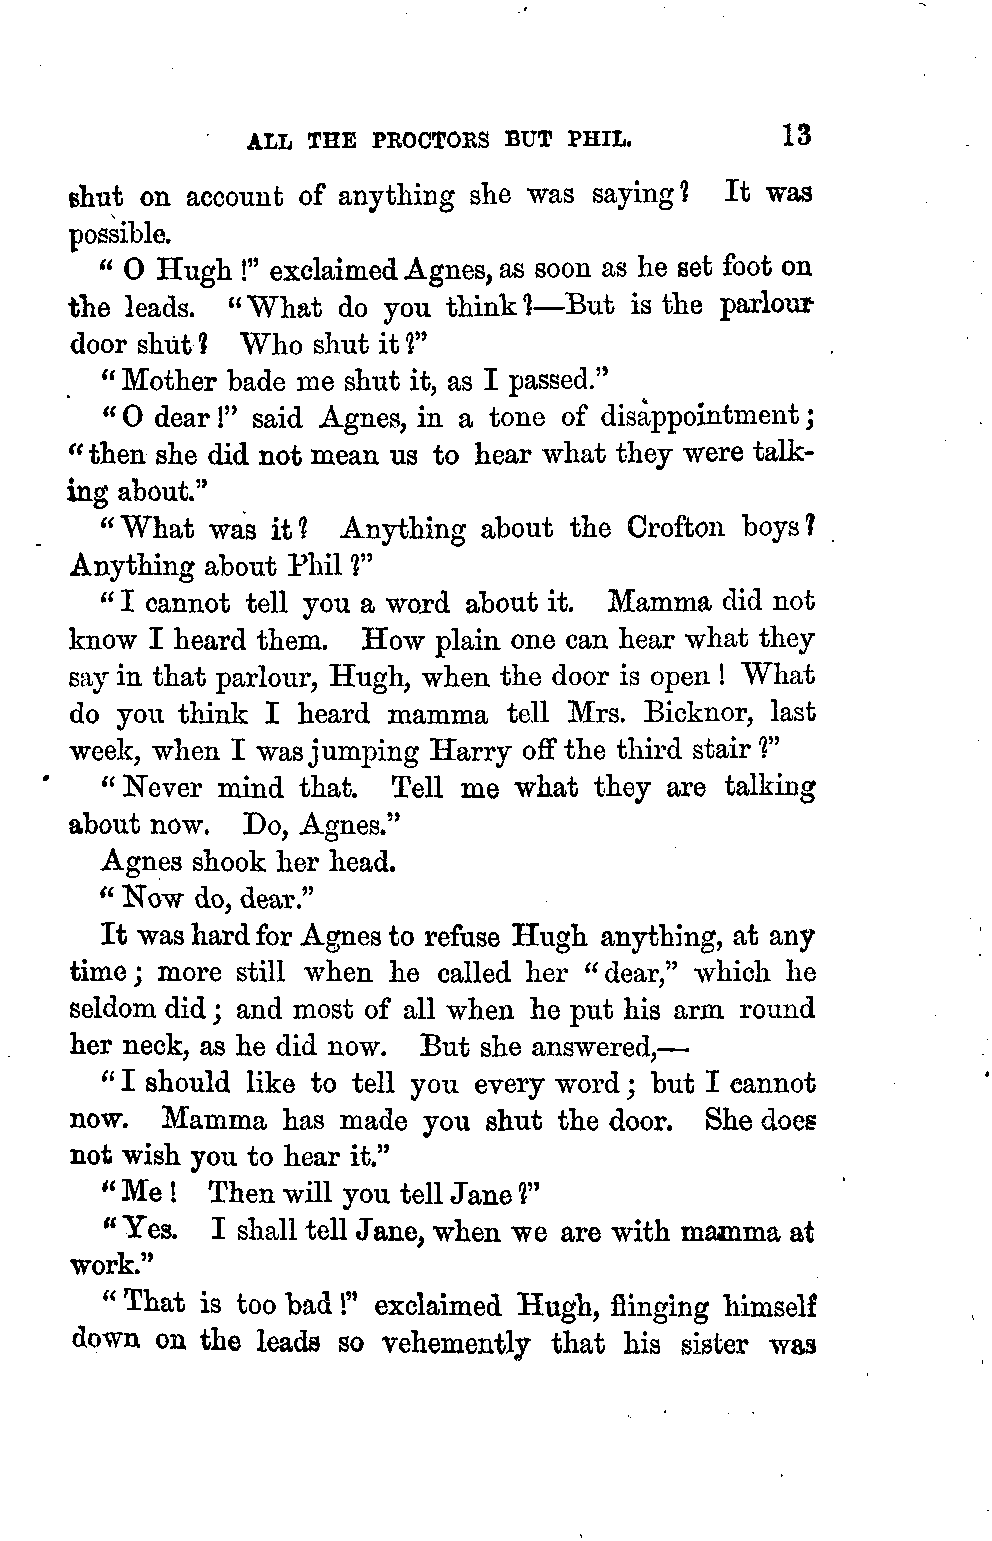 ALL THE PROCTORS BUT PHIL. 13
shut on account of anything she was saying? It was
possible.
"O Hugh!" exclaimed Agnes, as soon as he set foot on
the leads. "What do you think?—But is the parlour
door shut? Who shut it?"
"Mother bade me shut it, as I passed."
"O dear!" said Agnes, in a tone of disappointment;
"then she did not mean us to hear what they were talk-
ing about."
"What was it? Anything about the Crofton boys?
Anything about Phil?"
"I cannot tell you a word about it. Mamma did not
know I heard them. How plain one can hear what they
say in that parlour, Hugh, when the door is open! What
do you think I heard mamma tell Mrs. Bicknor, last
week, when I was jumping Harry off the third stair?"
"Never mind that. Tell me what they are talking
about now. Do, Agnes."
Agnes shook her head.
"Now do, dear."
It was hard for Agnes to refuse Hugh anything, at any
time; more still when he called her "dear," which he
seldom did; and most of all when he put his arm round
her neck, as he did now. But she answered,—
"I should like to tell you every word; but I cannot
now. Mamma has made you shut the door. She does
not wish you to hear it."
"Me! Then will you tell Jane?"
"Yes. I shall tell Jane, when we are with mamma at
work."
"That is too bad!" exclaimed Hugh, flinging himself
down on the leads so vehemently that his sister was